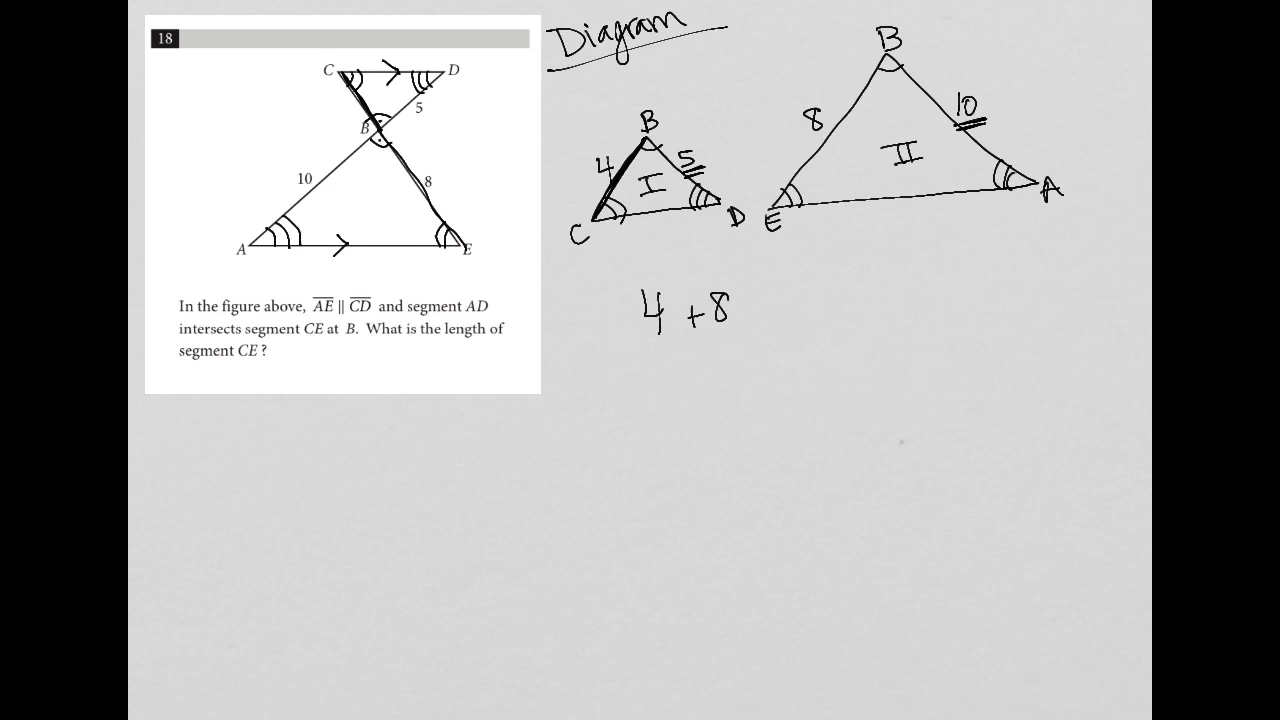 18
C
D
5
B
10
8
A
E
In the figure above, AE || CD and segment AD
intersects segment CE at B. What is the length of
segment CE ?
Diagram
B
4
5
I
C
D
B
8
10
II
E
A
4 + 8